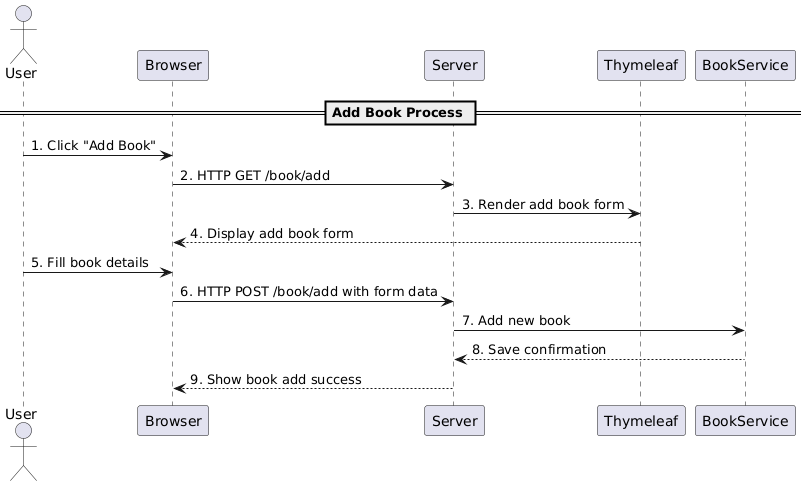 User
Browser
Server
Thymeleaf
BookService
Add Book Process
1. Click "Add Book"
2. HTTP GET /book/add
3. Render add book form
4. Display add book form
5. Fill book details
6. HTTP POST /book/add with form data
7. Add new book
8. Save confirmation
9. Show book add success
User
Browser
Server
Thymeleaf
BookService